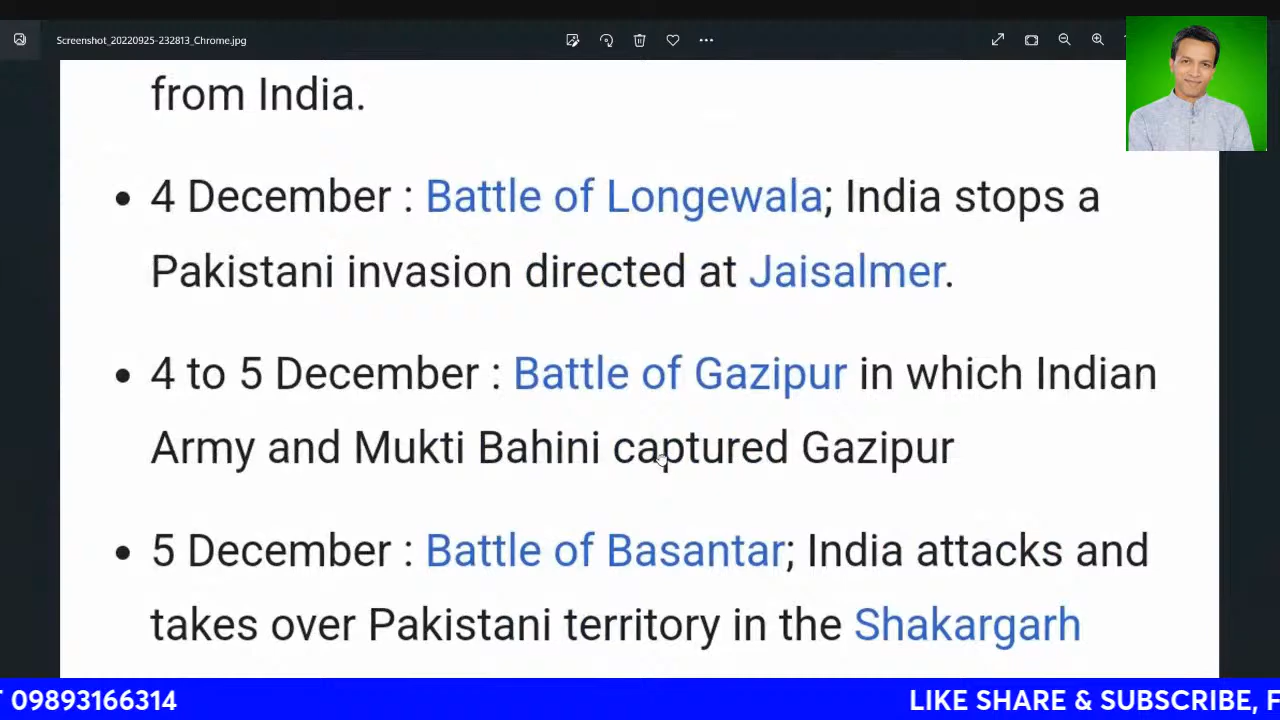 Screenshot_20220925-232813_Chrome.jpg
from India.
• 4 December : Battle of Longewala; India stops a
Pakistani invasion directed at Jaisalmer.
• 4 to 5 December : Battle of Gazipur in which Indian
Army and Mukti Bahini captured Gazipur
• 5 December : Battle of Basantar; India attacks and
takes over Pakistani territory in the Shakargarh
T 09893166314 LIKE SHARE & SUBSCRIBE, F